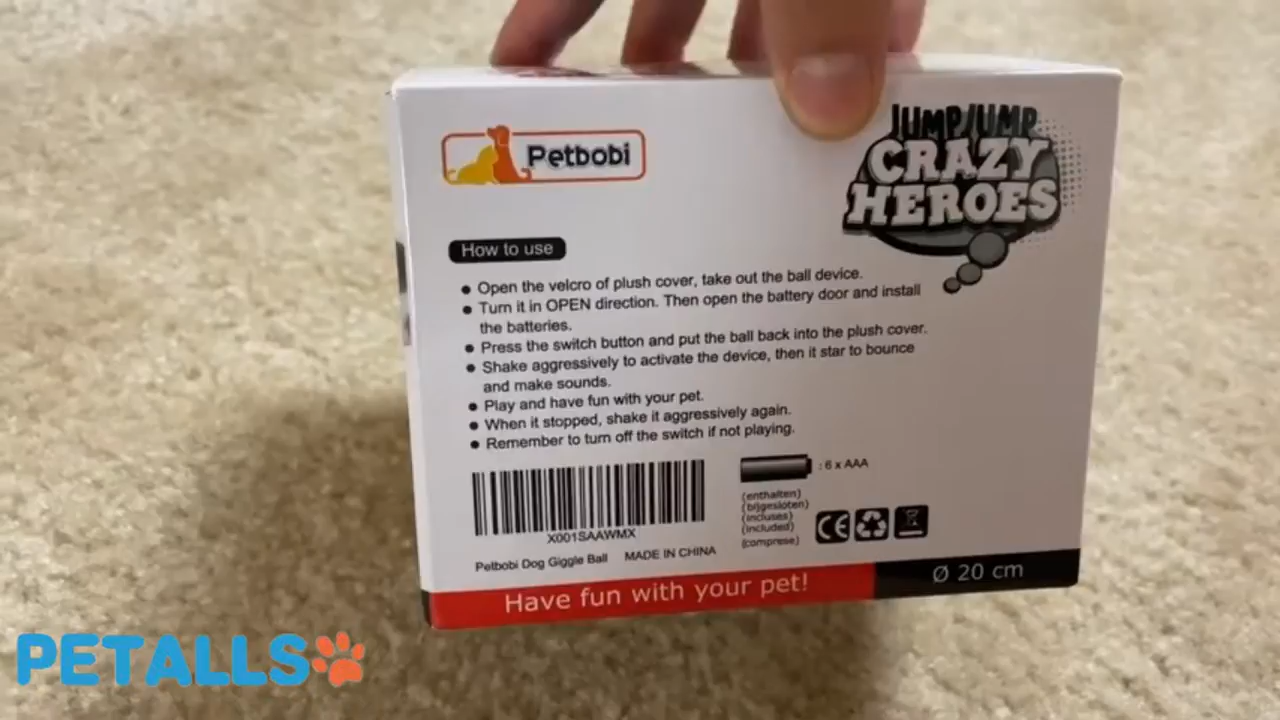 Petbobi
JUMP JUMP
CRAZY
HEROES
How to use
Open the velcro of plush cover, take out the ball device.
Turn it in OPEN direction. Then open the battery door and install
the batteries.
Press the switch button and put the ball back into the plush cover.
Shake aggressively to activate the device, then it star to bounce
and make sounds.
Play and have fun with your pet.
When it stopped, shake it aggressively again.
Remember to turn off the switch if not playing.
: 6 x AAA
(enthalten)
(bijgesloten)
(incluses)
(included)
(comprese)
CE
X001SAAWMX
Petbobi Dog Giggle Ball MADE IN CHINA
Have fun with your pet!
Ø 20 cm
PETALLS